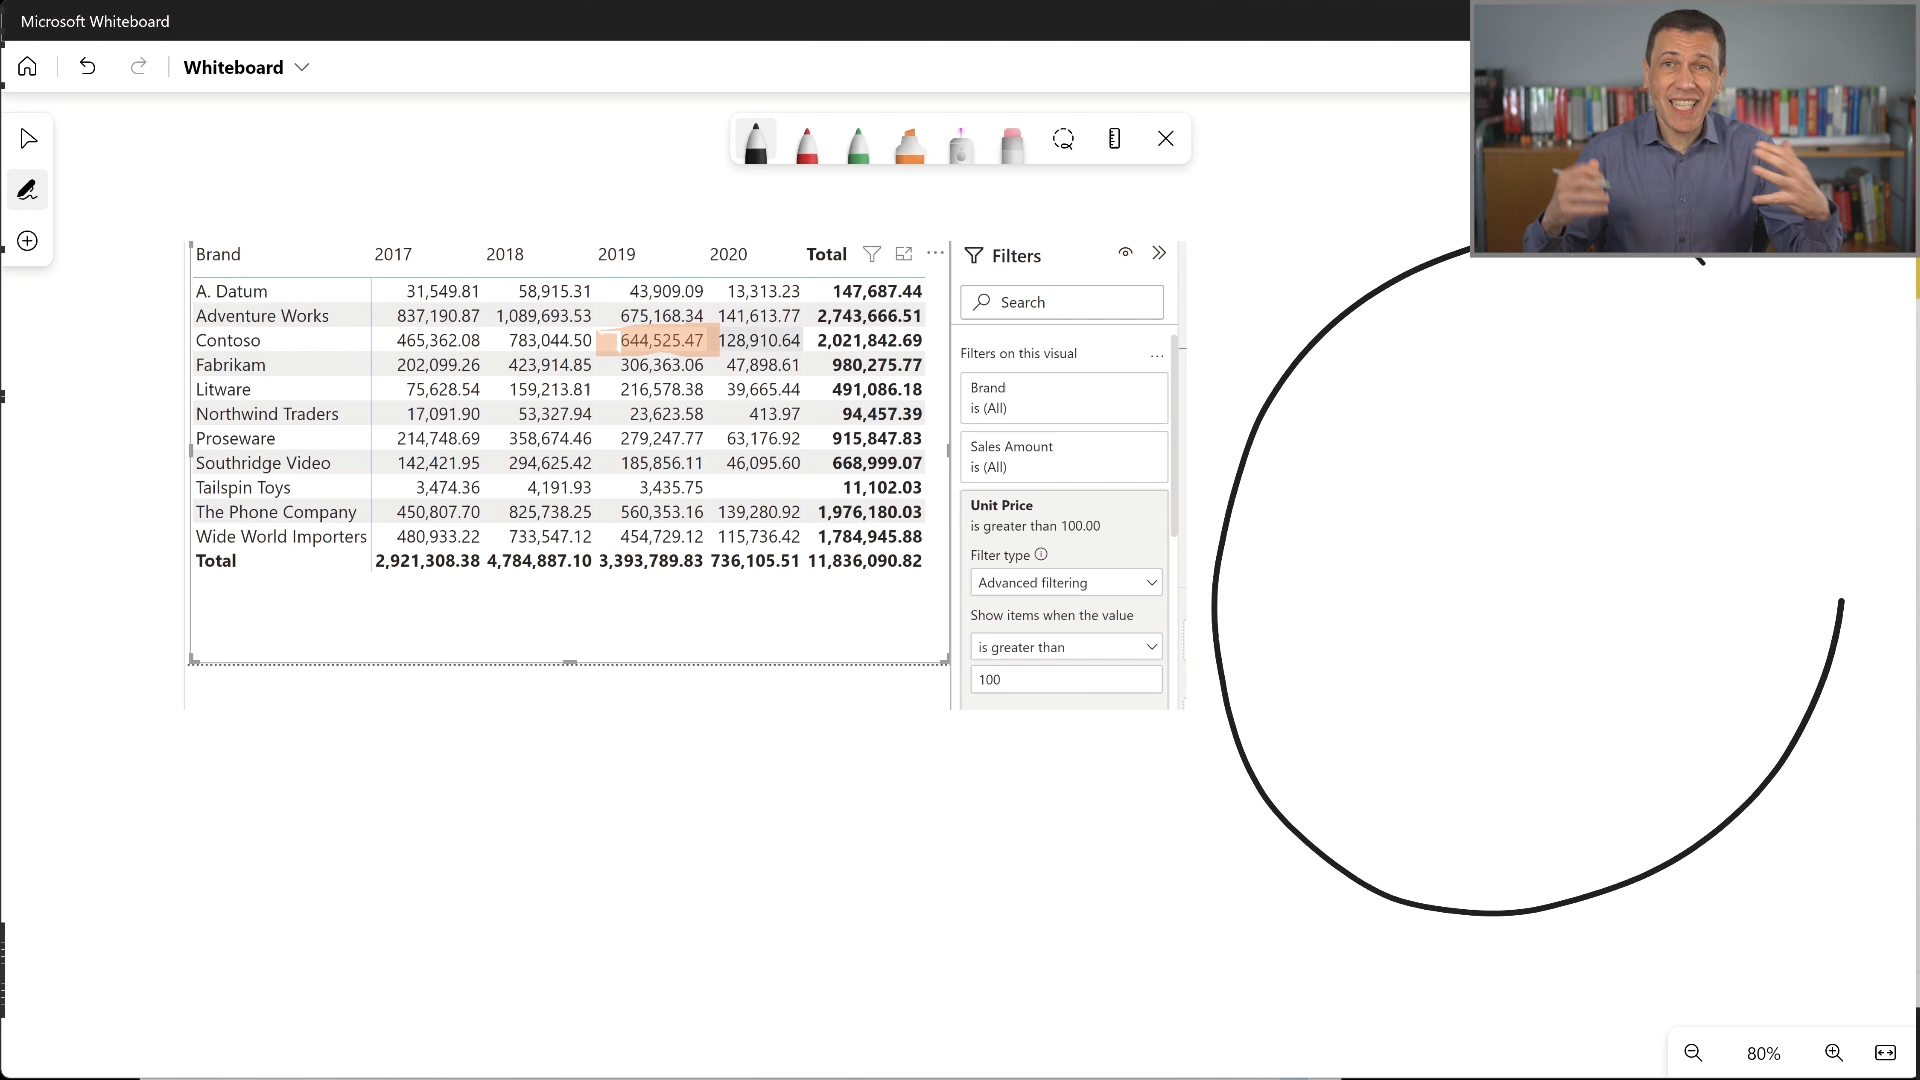 Microsoft Whiteboard
Whiteboard
Brand 2017 2018 2019 2020 Total
A. Datum 31,549.81 58,915.31 43,909.09 13,313.23 147,687.44
Adventure Works 837,190.87 1,089,693.53 675,168.34 141,613.77 2,743,666.51
Contoso 465,362.08 783,044.50 644,525.47 128,910.64 2,021,842.69
Fabrikam 202,099.26 423,914.85 306,363.06 47,898.61 980,275.77
Litware 75,628.54 159,213.81 216,578.38 39,665.44 491,086.18
Northwind Traders 17,091.90 53,327.94 23,623.58 413.97 94,457.39
Proseware 214,748.69 358,674.46 279,247.77 63,176.92 915,847.83
Southridge Video 142,421.95 294,625.42 185,856.11 46,095.60 668,999.07
Tailspin Toys 3,474.36 4,191.93 3,435.75 11,102.03
The Phone Company 450,807.70 825,738.25 560,353.16 139,280.92 1,976,180.03
Wide World Importers 480,933.22 733,547.12 454,729.12 115,736.42 1,784,945.88
Total 2,921,308.38 4,784,887.10 3,393,789.83 736,105.51 11,836,090.82
Filters
Search
Filters on this visual
Brand
is (All)
Sales Amount
is (All)
Unit Price
is greater than 100.00
Filter type
Advanced filtering
Show items when the value
is greater than
100
80%